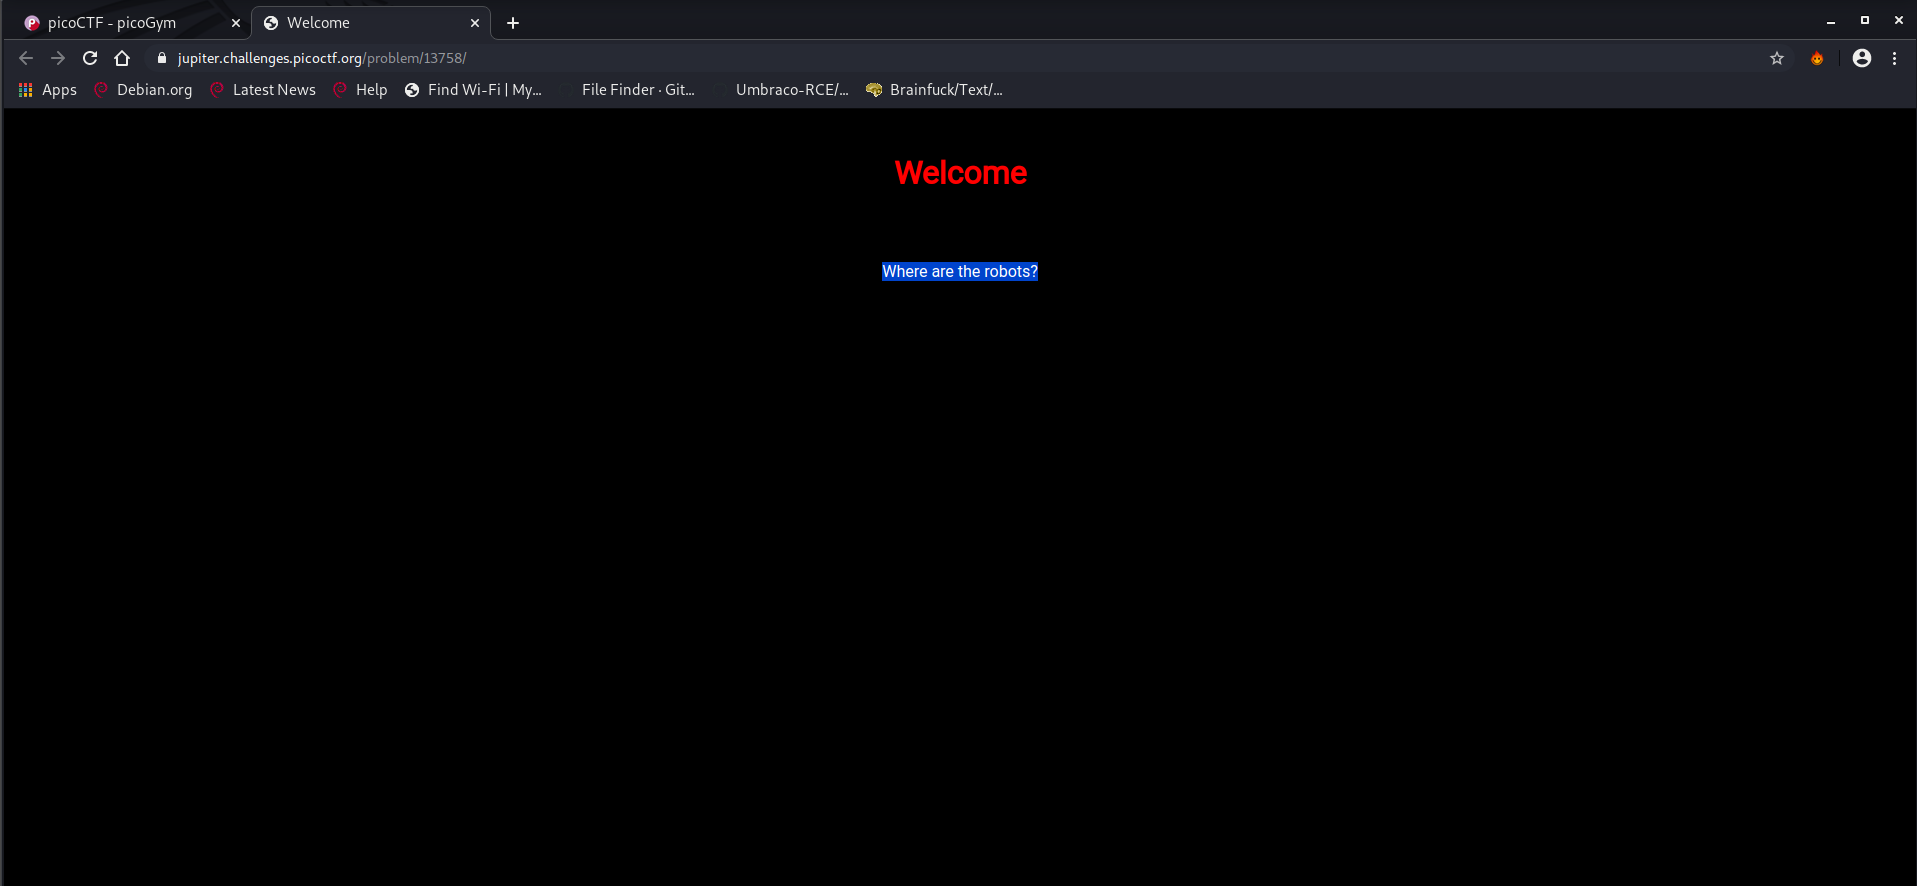 picoCTF - picoGym Welcome
jupiter.challenges.picoctf.org/problem/13758/
Apps Debian.org Latest News Help Find Wi-Fi | My... File Finder · Git... Umbraco-RCE/... Brainfuck/Text/...
Welcome
Where are the robots?